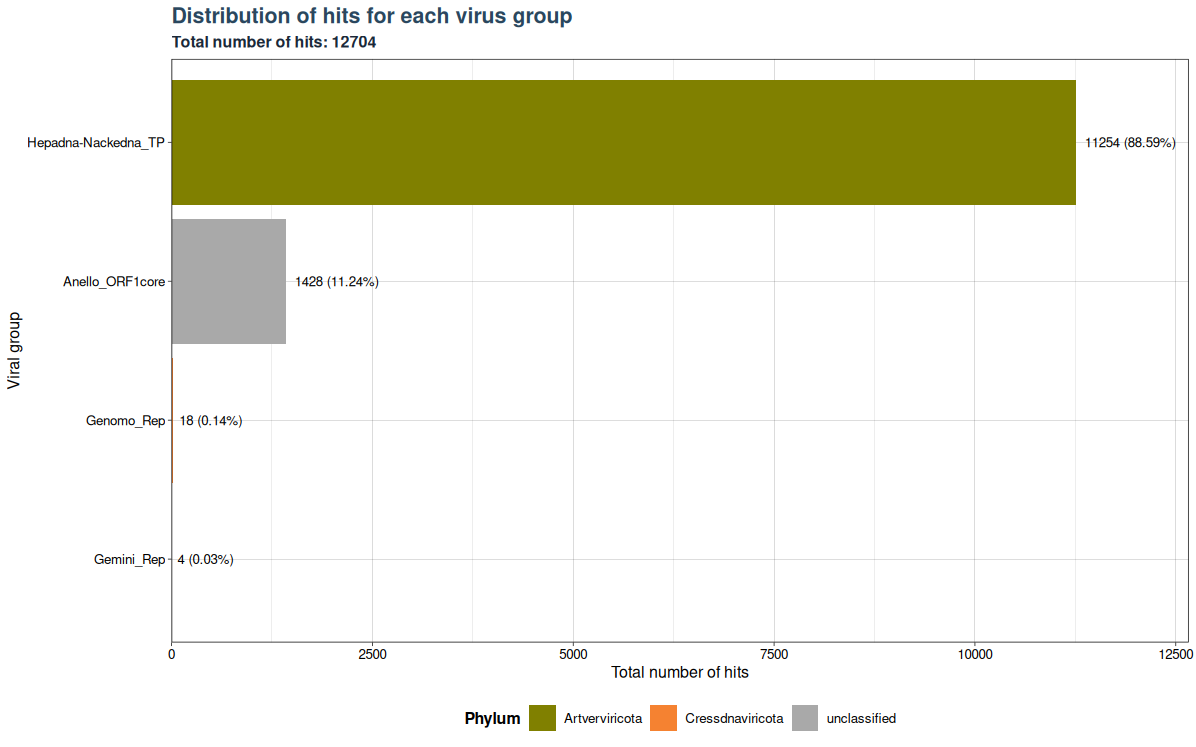 Distribution of hits for each virus group
Total number of hits: 12704
Viral group
Hepadna-Nackedna_TP
11254 (88.59%)
Anello_ORF1core
1428 (11.24%)
Genomo_Rep
18 (0.14%)
Gemini_Rep
4 (0.03%)
0 2500 5000 7500 10000 12500
Total number of hits
Phylum Artverviricota Cressdnaviricota unclassified